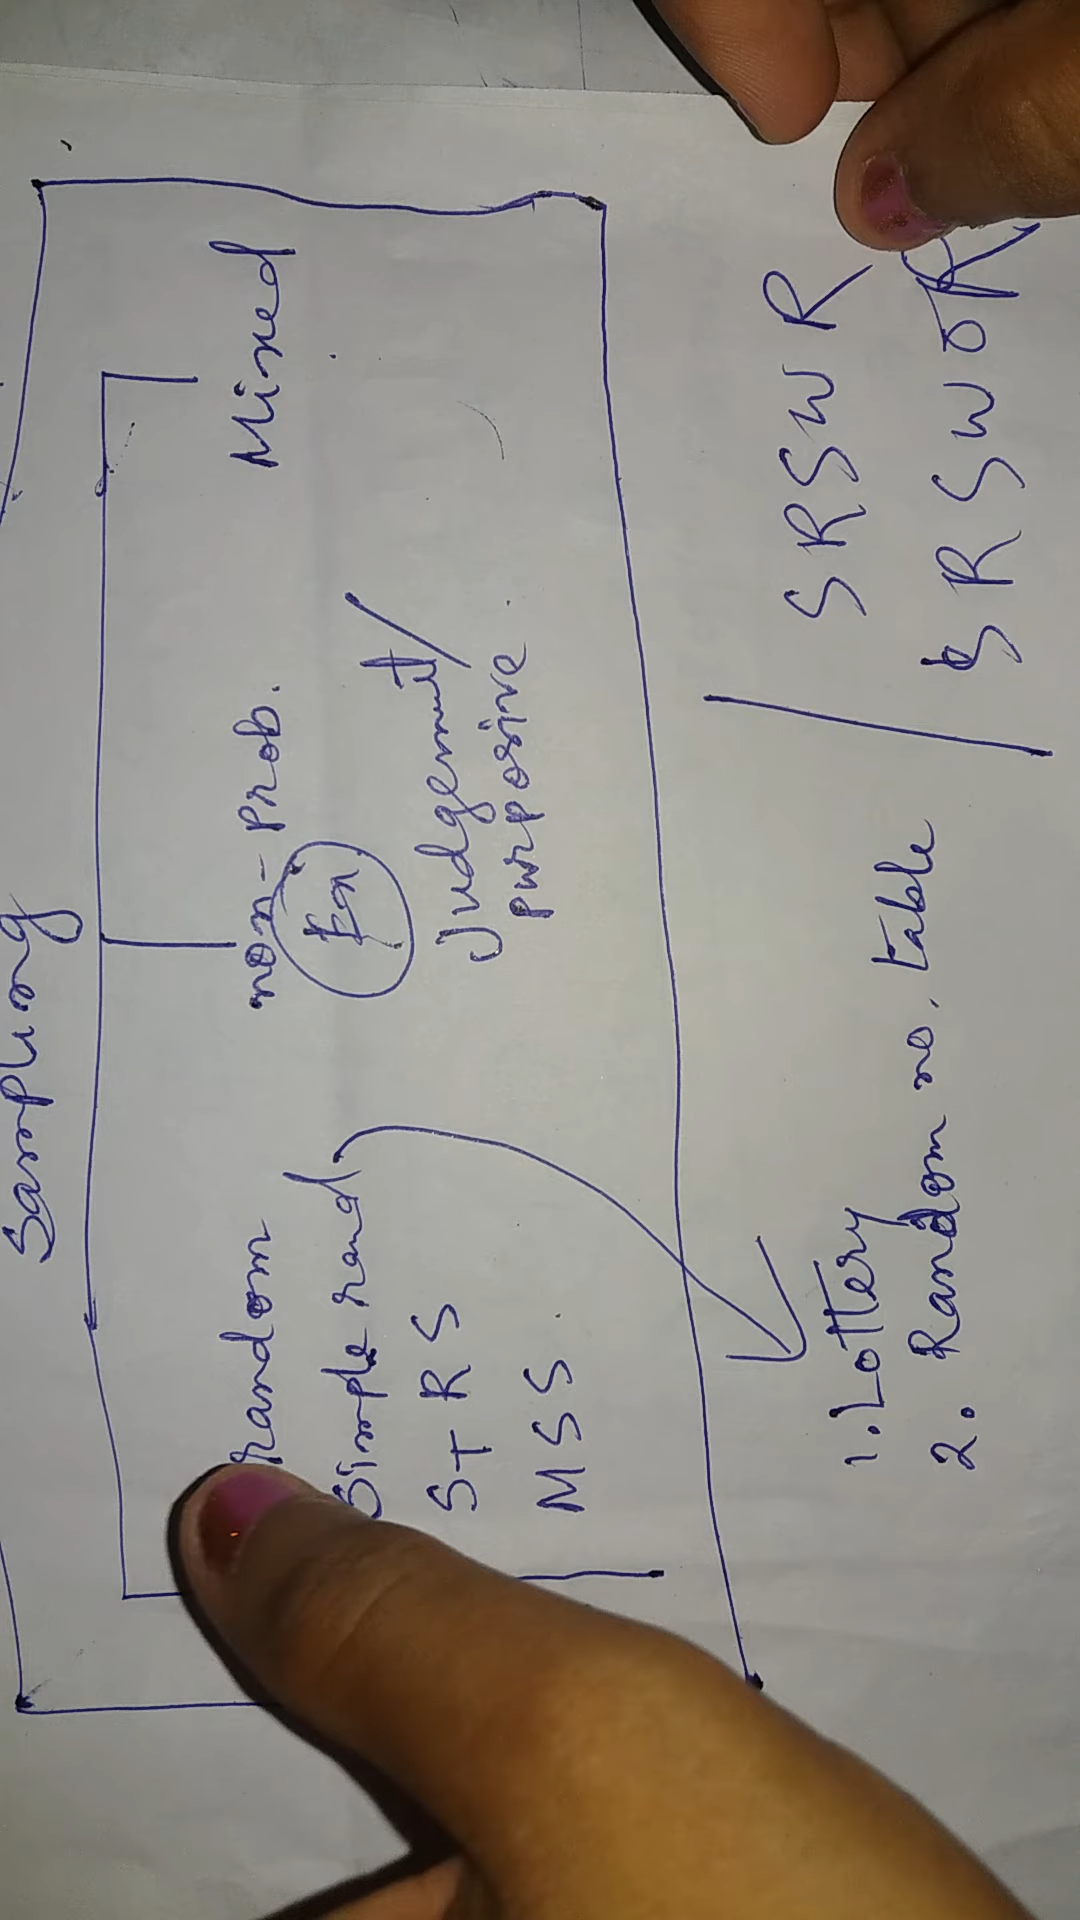 Sampling
random
non-Prob.
Mixed
Simple rand.
STRS
MSS.
Judgement/
purposive.
1. Lottery
2. Random no. table
SRSWR
SRSWOR